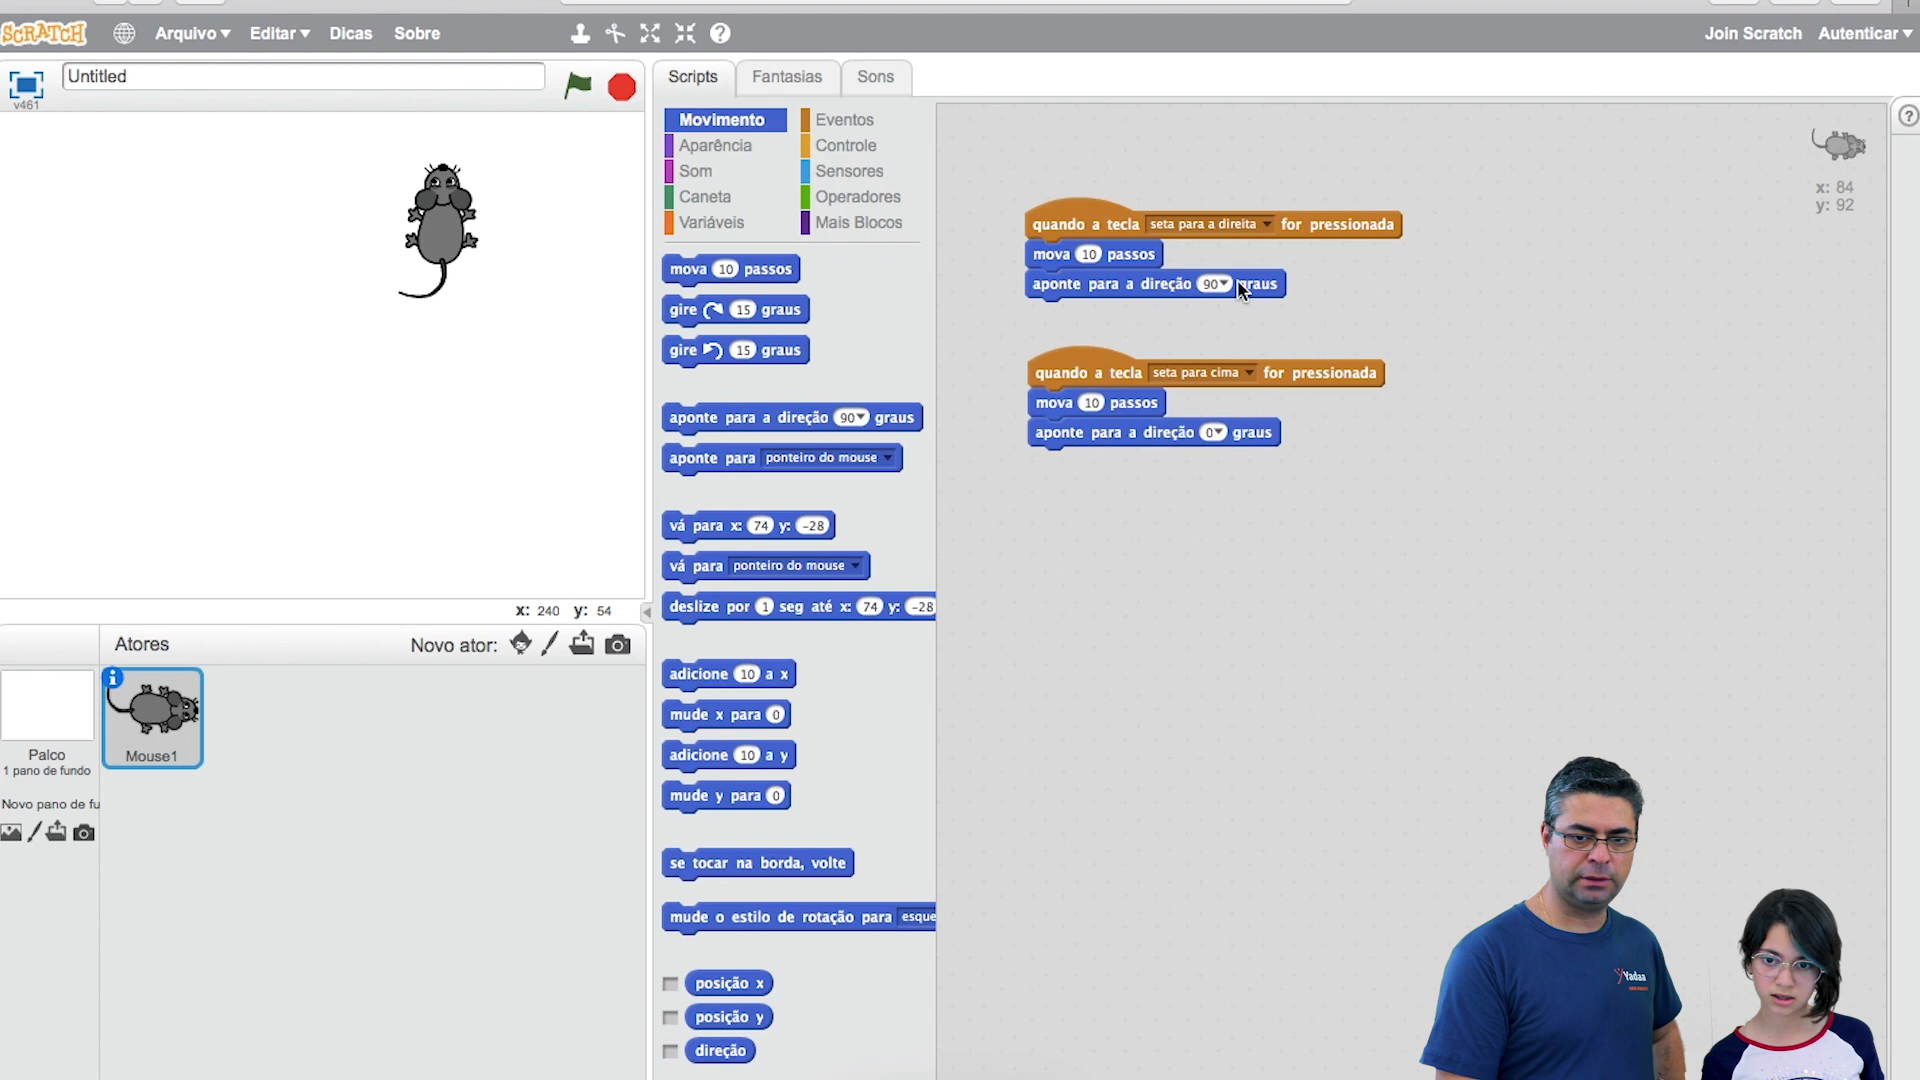 SCRATCH
Arquivo
Editar
Dicas
Sobre
Join Scratch
Autenticar
v461
Untitled
Scripts
Fantasias
Sons
Movimento
Aparência
Som
Caneta
Variáveis
Eventos
Controle
Sensores
Operadores
Mais Blocos
mova 10 passos
gire 15 graus
gire 15 graus
aponte para a direção 90 graus
aponte para ponteiro do mouse
vá para x: 74 y: -28
vá para ponteiro do mouse
deslize por 1 seg até x: 74 y: -28
adicione 10 a x
mude x para 0
adicione 10 a y
mude y para 0
se tocar na borda, volte
mude o estilo de rotação para esque
posição x
posição y
direção
quando a tecla seta para a direita for pressionada
mova 10 passos
aponte para a direção 90 graus
quando a tecla seta para cima for pressionada
mova 10 passos
aponte para a direção 0 graus
x: 84
y: 92
x: 240 y: 54
Atores
Novo ator:
Mouse1
Palco
1 pano de fundo
Novo pano de fu
Yadaa